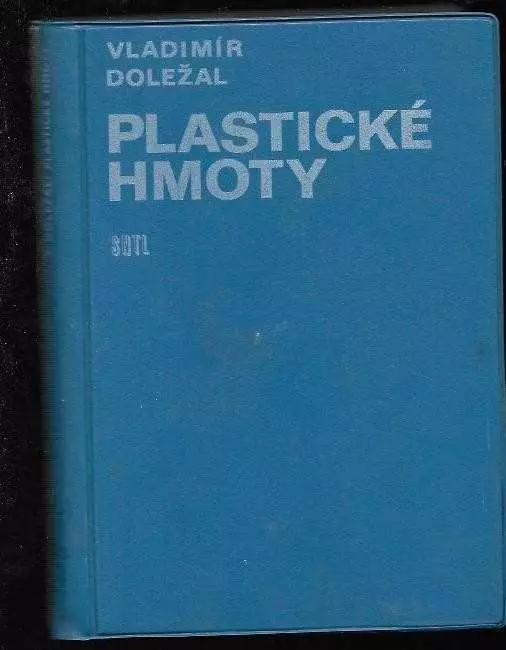 VLADIMÍR
DOLEŽAL
PLASTICKÉ
HMOTY
SNTL